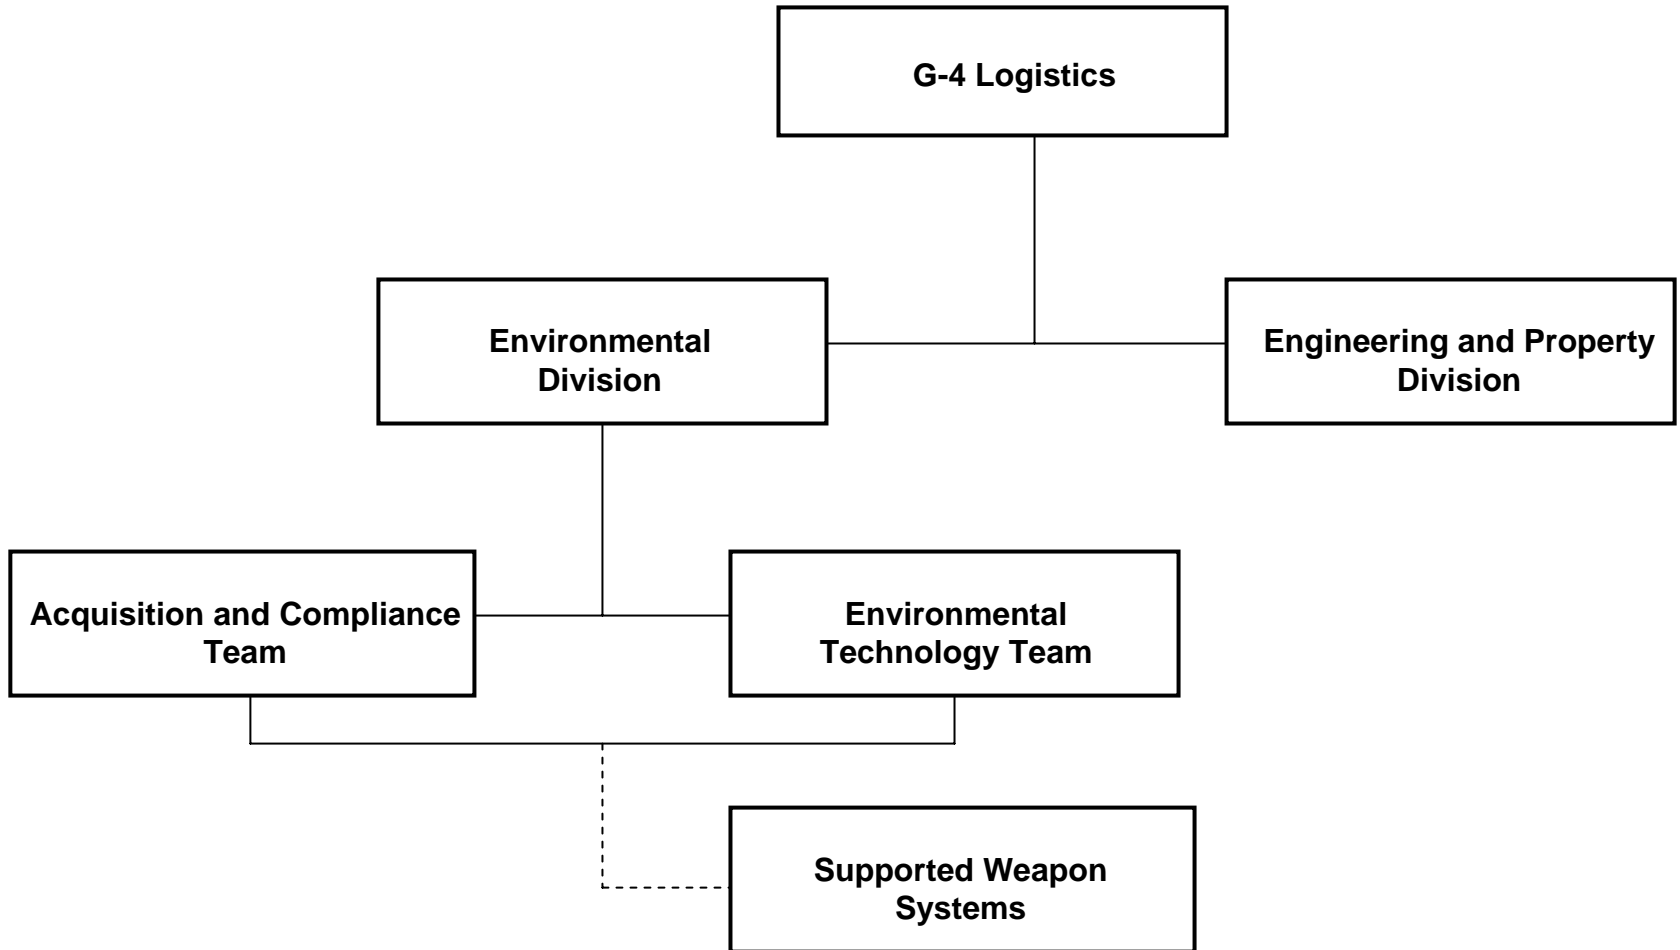 G-4 Logistics
Environmental
Division
Engineering and Property
Division
Acquisition and Compliance
Team
Environmental
Technology Team
Supported Weapon
Systems